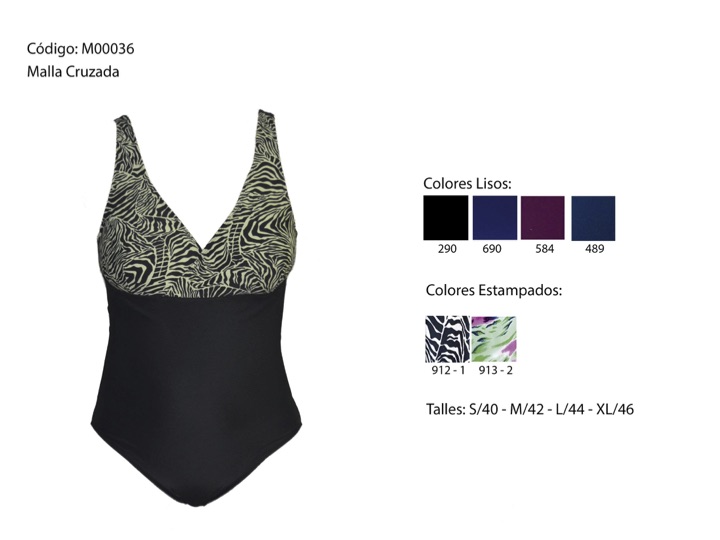 Código: M00036
Malla Cruzada
Colores Lisos:
290 690 584 489
Colores Estampados:
912 - 1 913 - 2
Talles: S/40 - M/42 - L/44 - XL/46